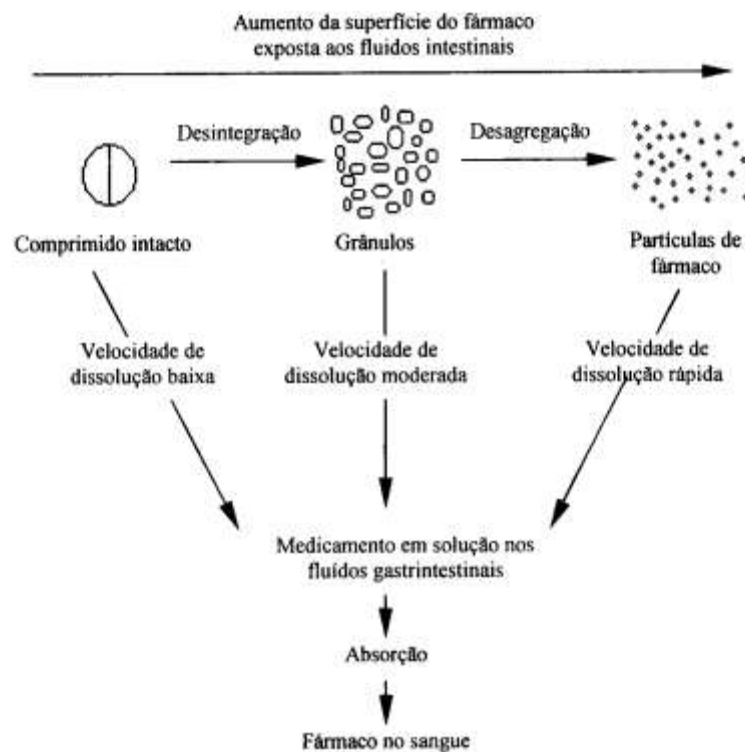 Aumento da superfície do fármaco
exposta aos fluidos intestinais
Desintegração
Desagregação
Comprimido intacto
Grânulos
Partículas de
fármaco
Velocidade de
dissolução baixa
Velocidade de
dissolução moderada
Velocidade de
dissolução rápida
Medicamento em solução nos
fluídos gastrintestinais
Absorção
Fármaco no sangue